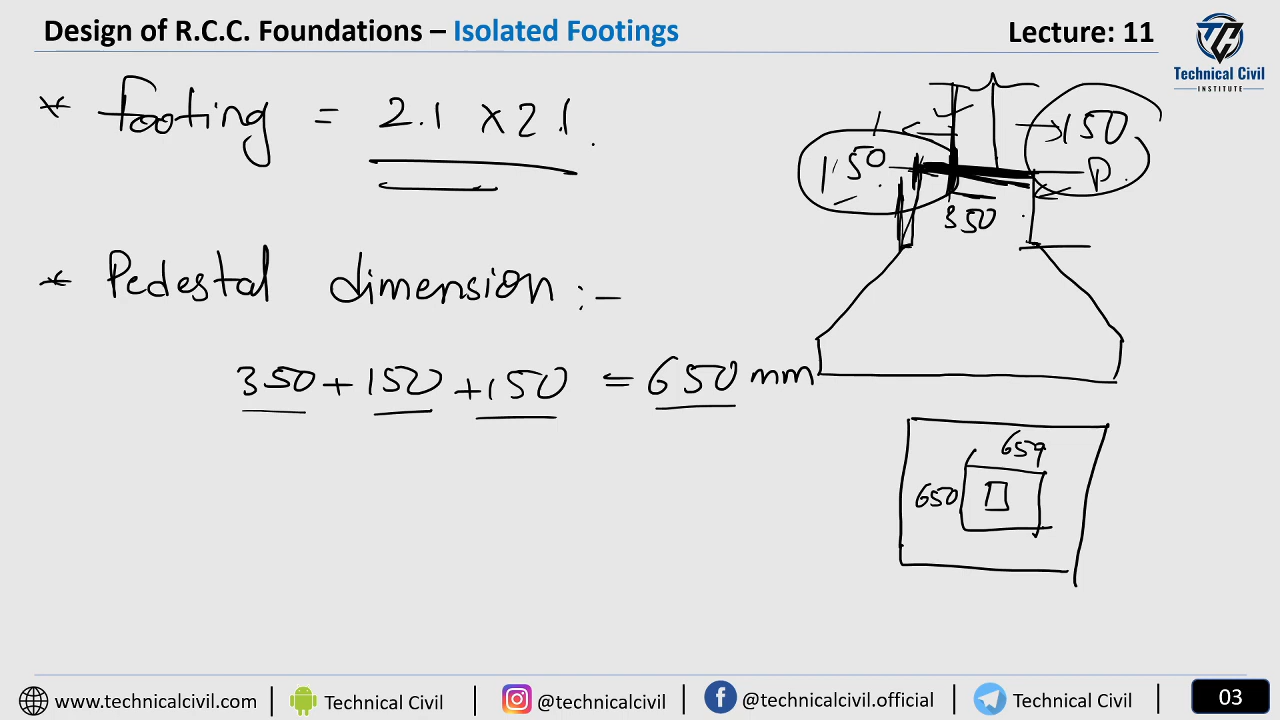 Design of R.C.C. Foundations – Isolated Footings
Lecture: 11
Technical Civil
INSTITUTE
* footing = 2.1 x 2.1
150
150
P
350
* Pedestal dimension :-
350 + 150 + 150 = 650 mm
650
650
www.technicalcivil.com
Technical Civil
@technicalcivil
@technicalcivil.official
Technical Civil
03